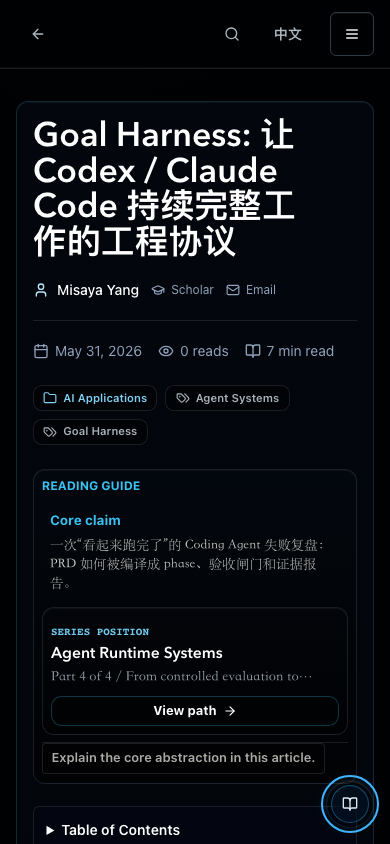 中文
Goal Harness: 让
Codex / Claude
Code 持续完整工
作的工程协议
Misaya Yang Scholar Email
May 31, 2026 0 reads 7 min read
AI Applications Agent Systems
Goal Harness
READING GUIDE
Core claim
一次“看起来跑完了”的 Coding Agent 失败复盘：
PRD 如何被编译成 phase、验收闸门和证据报
告。
SERIES POSITION
Agent Runtime Systems
Part 4 of 4 / From controlled evaluation to···
View path →
Explain the core abstraction in this article.
▶ Table of Contents